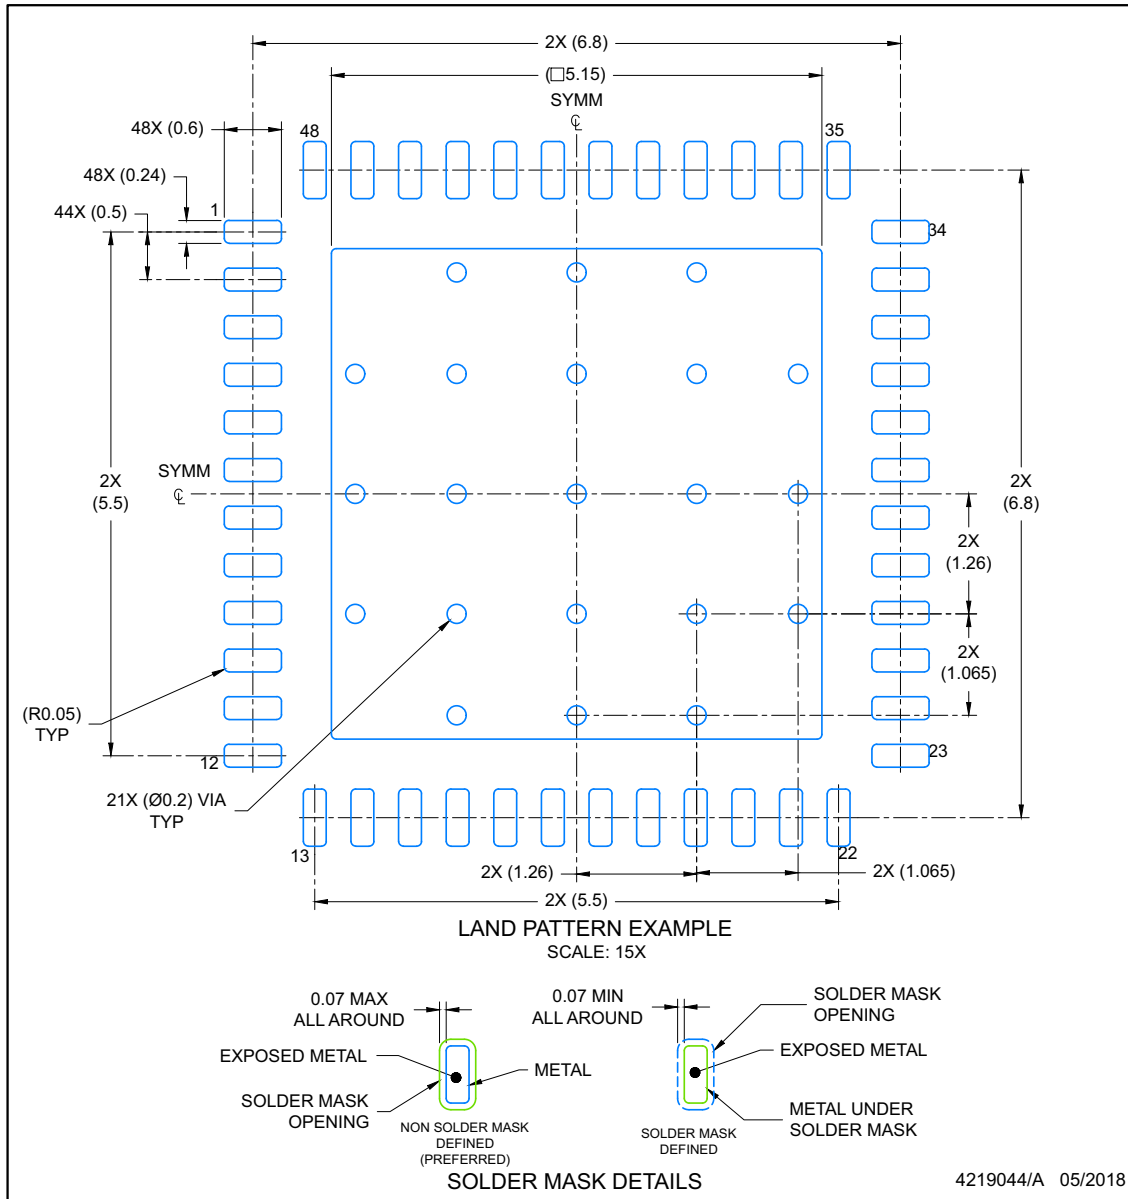 2X (6.8)
(□5.15)
SYMM
℄
48X (0.6)
48
35
48X (0.24)
44X (0.5)
1
34
SYMM
℄
2X
(5.5)
2X
(6.8)
2X
(1.26)
2X
(1.065)
(R0.05)
TYP
12
23
21X (Ø0.2) VIA
TYP
13
22
2X (1.26)
2X (1.065)
2X (5.5)
LAND PATTERN EXAMPLE
SCALE: 15X
0.07 MAX
ALL AROUND
0.07 MIN
ALL AROUND
SOLDER MASK
OPENING
EXPOSED METAL
METAL
EXPOSED METAL
SOLDER MASK
OPENING
METAL UNDER
SOLDER MASK
NON SOLDER MASK
DEFINED
(PREFERRED)
SOLDER MASK
DEFINED
SOLDER MASK DETAILS
4219044/A 05/2018